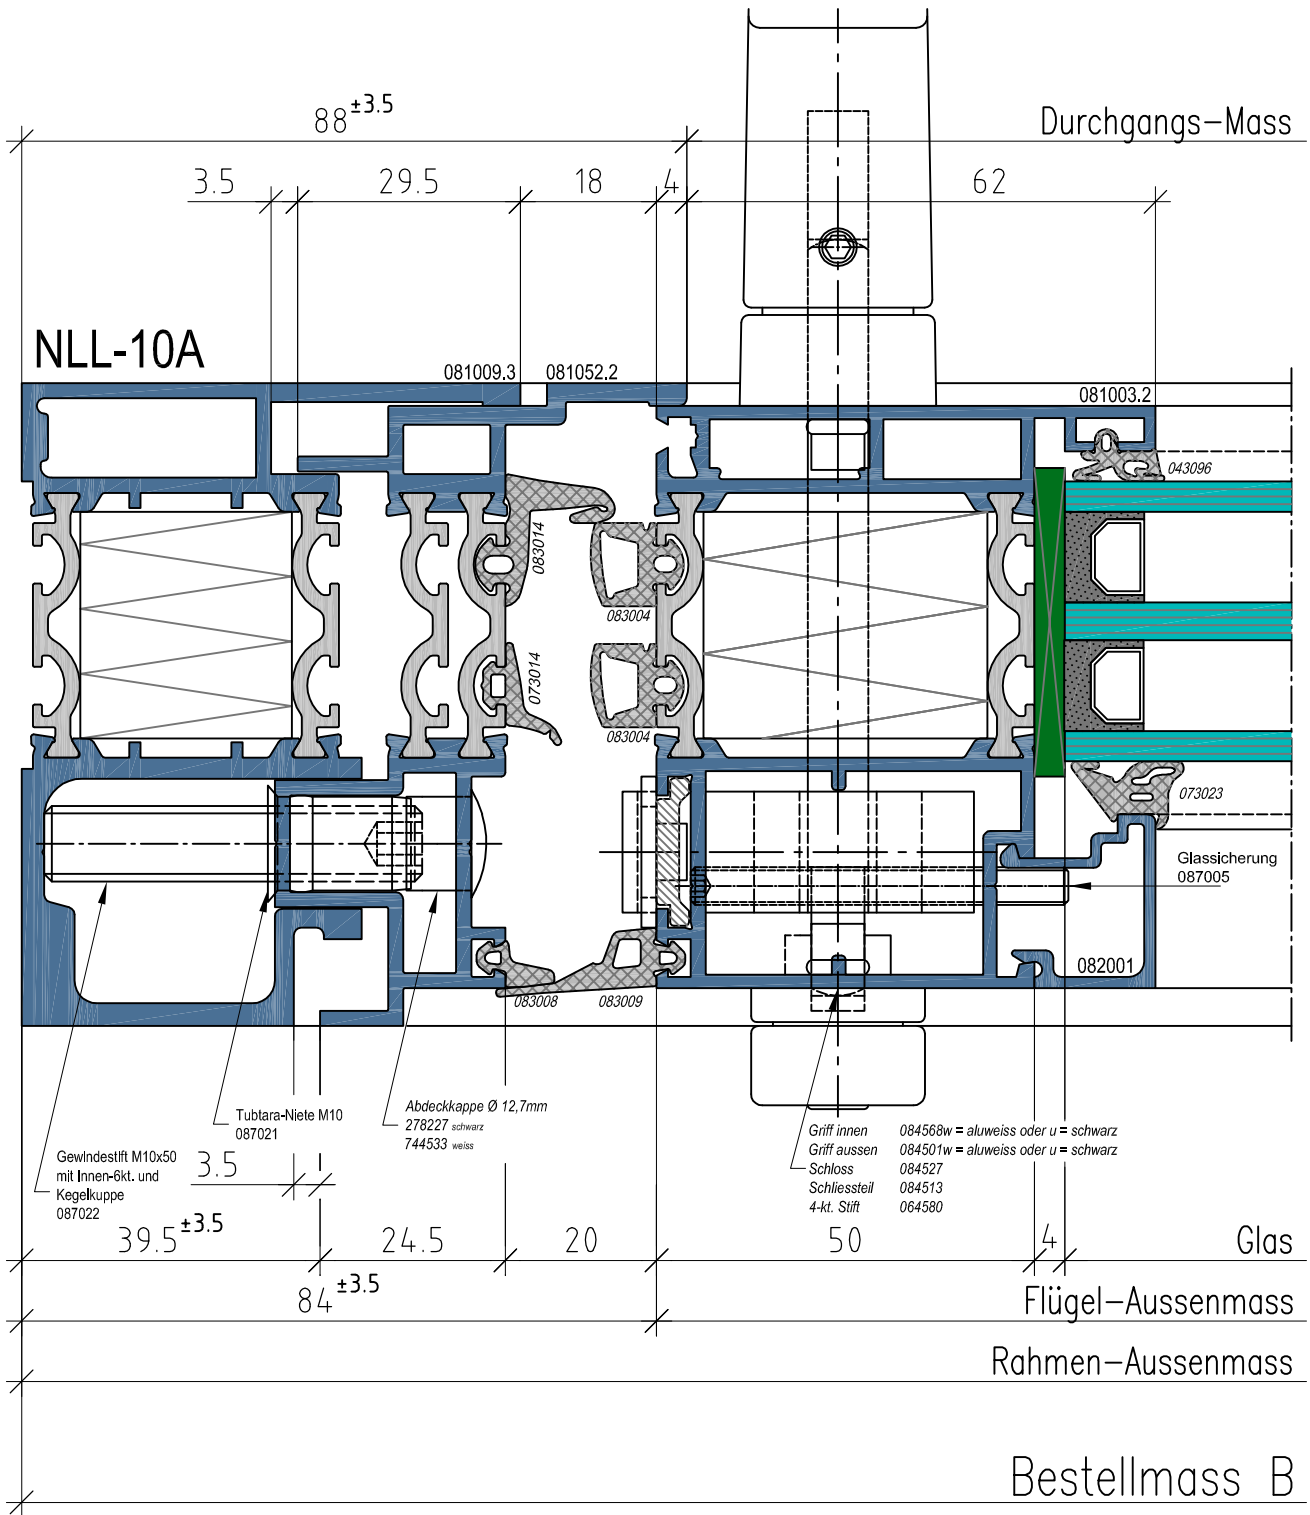 88±3.5
Durchgangs-Mass
3.5 29.5 18 4 62
NLL-10A
081009.3 081052.2
081003.2
043096
083014
083004
073014
083004
073023
Glassicherung
087005
082001
083008 083009
Tubtara-Niete M10
087021
Abdeckkappe Ø 12,7mm
278227 schwarz
744533 weiss
Gewindestift M10x50
mit Innen-6kt. und
Kegelkuppe
087022
Griff innen 084568w = aluweiss oder u = schwarz
Griff aussen 084501w = aluweiss oder u = schwarz
Schloss 084527
Schliessteil 084513
4-kt. Stift 064580
3.5
39.5±3.5 24.5 20 50 4 Glas
84±3.5
Flügel-Aussenmass
Rahmen-Aussenmass
Bestellmass B